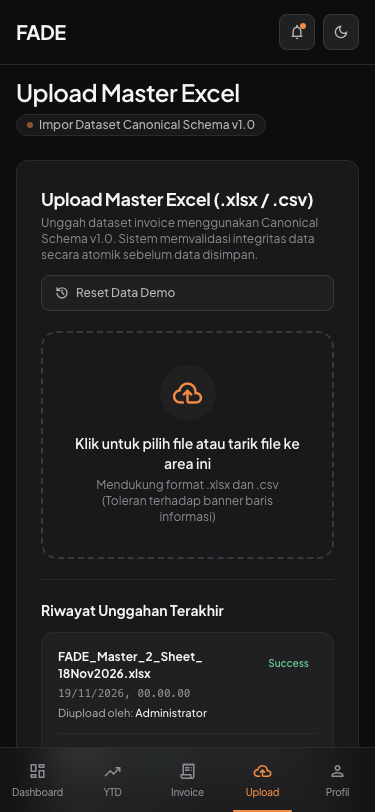 FADE
Upload Master Excel
Impor Dataset Canonical Schema v1.0
Upload Master Excel (.xlsx / .csv)
Unggah dataset invoice menggunakan Canonical
Schema v1.0. Sistem memvalidasi integritas data
secara atomik sebelum data disimpan.
Reset Data Demo
Klik untuk pilih file atau tarik file ke
area ini
Mendukung format .xlsx dan .csv
(Toleran terhadap banner baris
informasi)
Riwayat Unggahan Terakhir
FADE_Master_2_Sheet_
18Nov2026.xlsx
Success
19/11/2026, 00.00.00
Diupload oleh: Administrator
Dashboard
YTD
Invoice
Upload
Profil